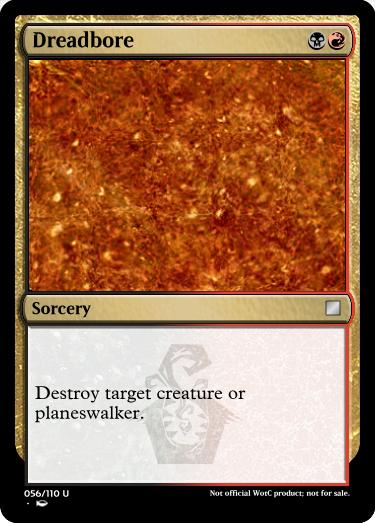 Dreadbore
Sorcery
Destroy target creature or
planeswalker.
056/110 U
Not official WotC product; not for sale.